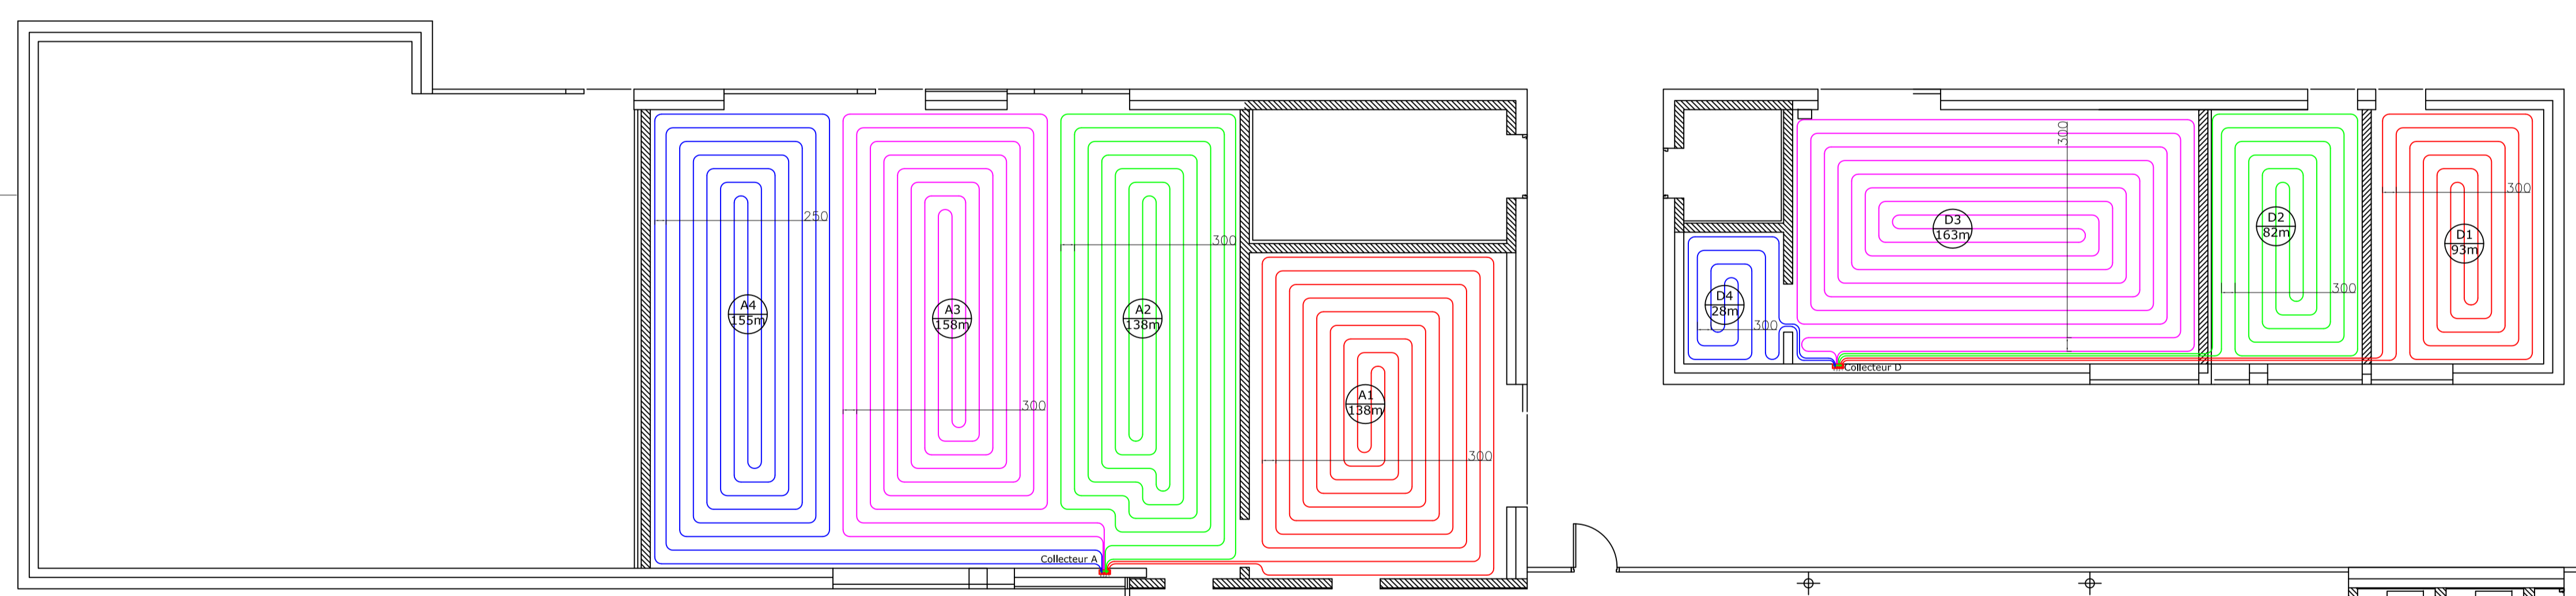 A4
155m
250
A3
158m
300
A2
138m
300
A1
138m
300
Collecteur A
D4
28m
300
D3
163m
300
D2
82m
300
D1
93m
300
Collecteur D